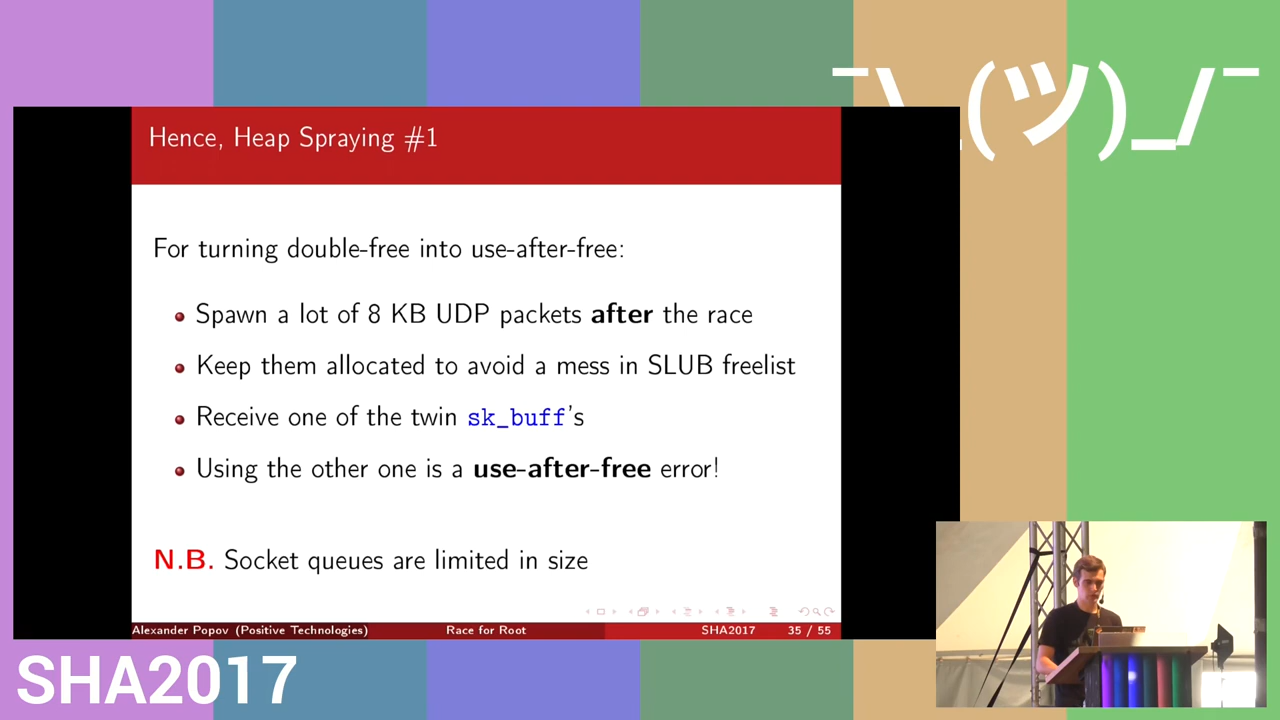 ¯\_(ツ)_/¯
Hence, Heap Spraying #1
For turning double-free into use-after-free:
Spawn a lot of 8 KB UDP packets after the race
Keep them allocated to avoid a mess in SLUB freelist
Receive one of the twin sk_buff's
Using the other one is a use-after-free error!
N.B. Socket queues are limited in size
Alexander Popov (Positive Technologies) Race for Root SHA2017 35 / 55
SHA2017